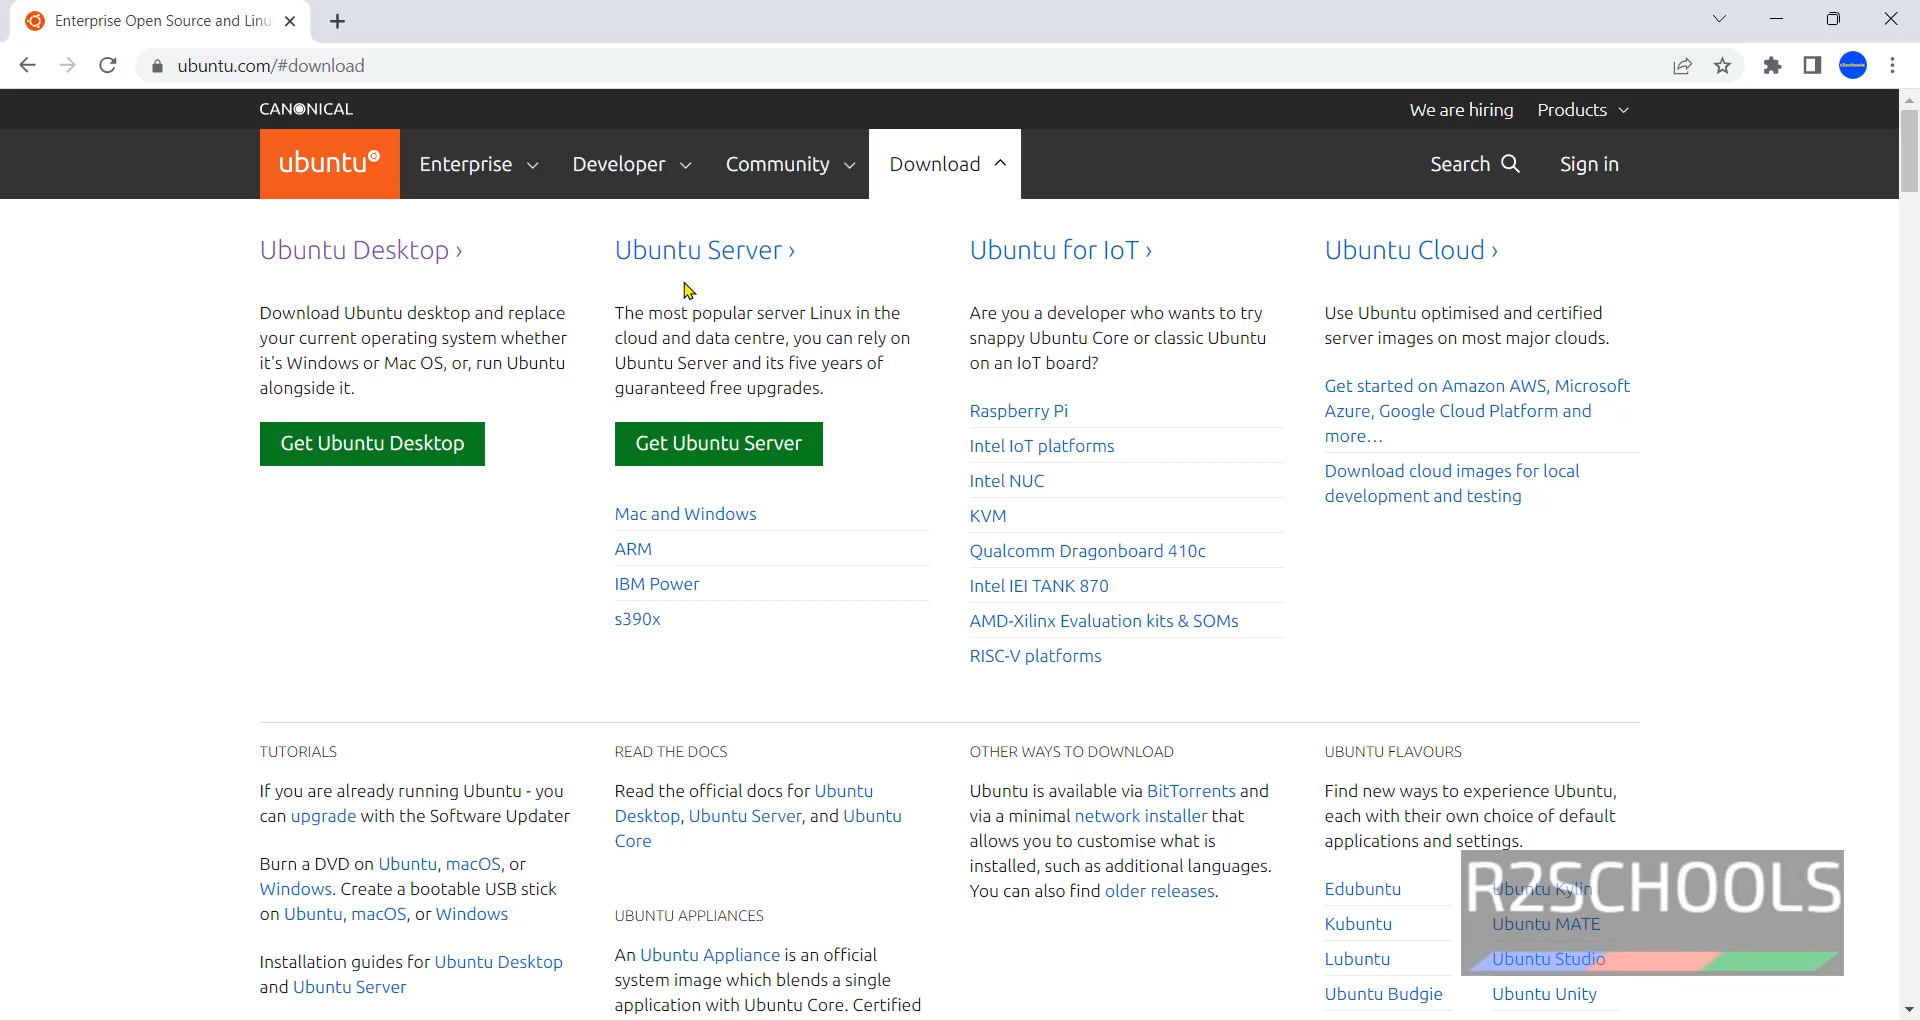 Enterprise Open Source and Linu
ubuntu.com/#download
r2schools
CANONICAL
We are hiring Products
ubuntu Enterprise Developer Community Download Search Sign in
Ubuntu Desktop ›
Download Ubuntu desktop and replace
your current operating system whether
it's Windows or Mac OS, or, run Ubuntu
alongside it.
Get Ubuntu Desktop
Ubuntu Server ›
The most popular server Linux in the
cloud and data centre, you can rely on
Ubuntu Server and its five years of
guaranteed free upgrades.
Get Ubuntu Server
Mac and Windows
ARM
IBM Power
s390x
Ubuntu for IoT ›
Are you a developer who wants to try
snappy Ubuntu Core or classic Ubuntu
on an IoT board?
Raspberry Pi
Intel IoT platforms
Intel NUC
KVM
Qualcomm Dragonboard 410c
Intel IEI TANK 870
AMD-Xilinx Evaluation kits & SOMs
RISC-V platforms
Ubuntu Cloud ›
Use Ubuntu optimised and certified
server images on most major clouds.
Get started on Amazon AWS, Microsoft
Azure, Google Cloud Platform and
more…
Download cloud images for local
development and testing
TUTORIALS
If you are already running Ubuntu - you
can upgrade with the Software Updater
Burn a DVD on Ubuntu, macOS, or
Windows. Create a bootable USB stick
on Ubuntu, macOS, or Windows
Installation guides for Ubuntu Desktop
and Ubuntu Server
READ THE DOCS
Read the official docs for Ubuntu
Desktop, Ubuntu Server, and Ubuntu
Core
UBUNTU APPLIANCES
An Ubuntu Appliance is an official
system image which blends a single
application with Ubuntu Core. Certified
OTHER WAYS TO DOWNLOAD
Ubuntu is available via BitTorrents and
via a minimal network installer that
allows you to customise what is
installed, such as additional languages.
You can also find older releases.
UBUNTU FLAVOURS
Find new ways to experience Ubuntu,
each with their own choice of default
applications and settings.
Edubuntu
Kubuntu
Lubuntu
Ubuntu Budgie
Ubuntu Kylin
Ubuntu MATE
Ubuntu Studio
Ubuntu Unity
R2SCHOOLS